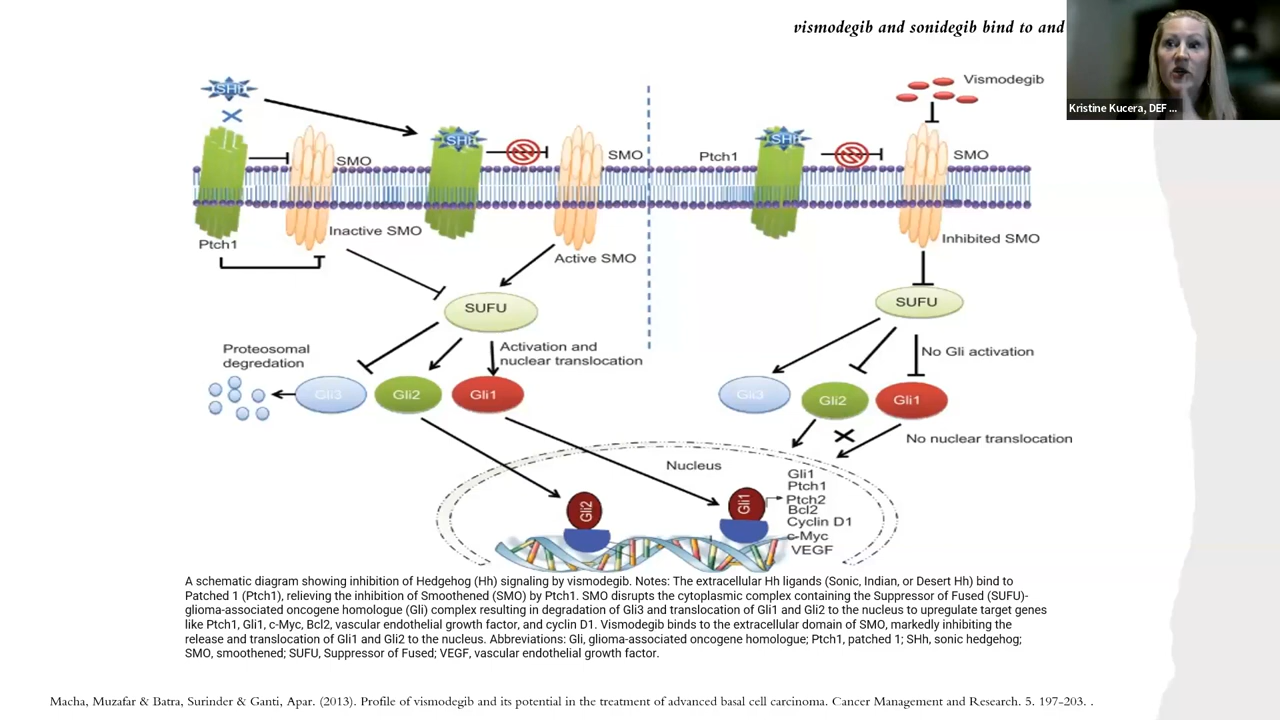 vismodegib and sonidegib bind to and
Kristine Kucera, DEF ...
SHh
Vismodegib
SHh
SMO
SMO
Ptch1
SHh
SMO
Ptch1
Inactive SMO
Active SMO
Inhibited SMO
SUFU
SUFU
Proteosomal
degredation
Activation and
nuclear translocation
No Gli activation
Gli3
Gli2
Gli1
Gli3
Gli2
Gli1
No nuclear translocation
Nucleus
Gli2
Gli1
Gli1
Ptch1
Ptch2
Bcl2
Cyclin D1
c-Myc
VEGF
A schematic diagram showing inhibition of Hedgehog (Hh) signaling by vismodegib. Notes: The extracellular Hh ligands (Sonic, Indian, or Desert Hh) bind to
Patched 1 (Ptch1), relieving the inhibition of Smoothened (SMO) by Ptch1. SMO disrupts the cytoplasmic complex containing the Suppressor of Fused (SUFU)-
glioma-associated oncogene homologue (Gli) complex resulting in degradation of Gli3 and translocation of Gli1 and Gli2 to the nucleus to upregulate target genes
like Ptch1, Gli1, c-Myc, Bcl2, vascular endothelial growth factor, and cyclin D1. Vismodegib binds to the extracellular domain of SMO, markedly inhibiting the
release and translocation of Gli1 and Gli2 to the nucleus. Abbreviations: Gli, glioma-associated oncogene homologue; Ptch1, patched 1; SHh, sonic hedgehog;
SMO, smoothened; SUFU, Suppressor of Fused; VEGF, vascular endothelial growth factor.
Macha, Muzafar & Batra, Surinder & Ganti, Apar. (2013). Profile of vismodegib and its potential in the treatment of advanced basal cell carcinoma. Cancer Management and Research. 5. 197-203. .